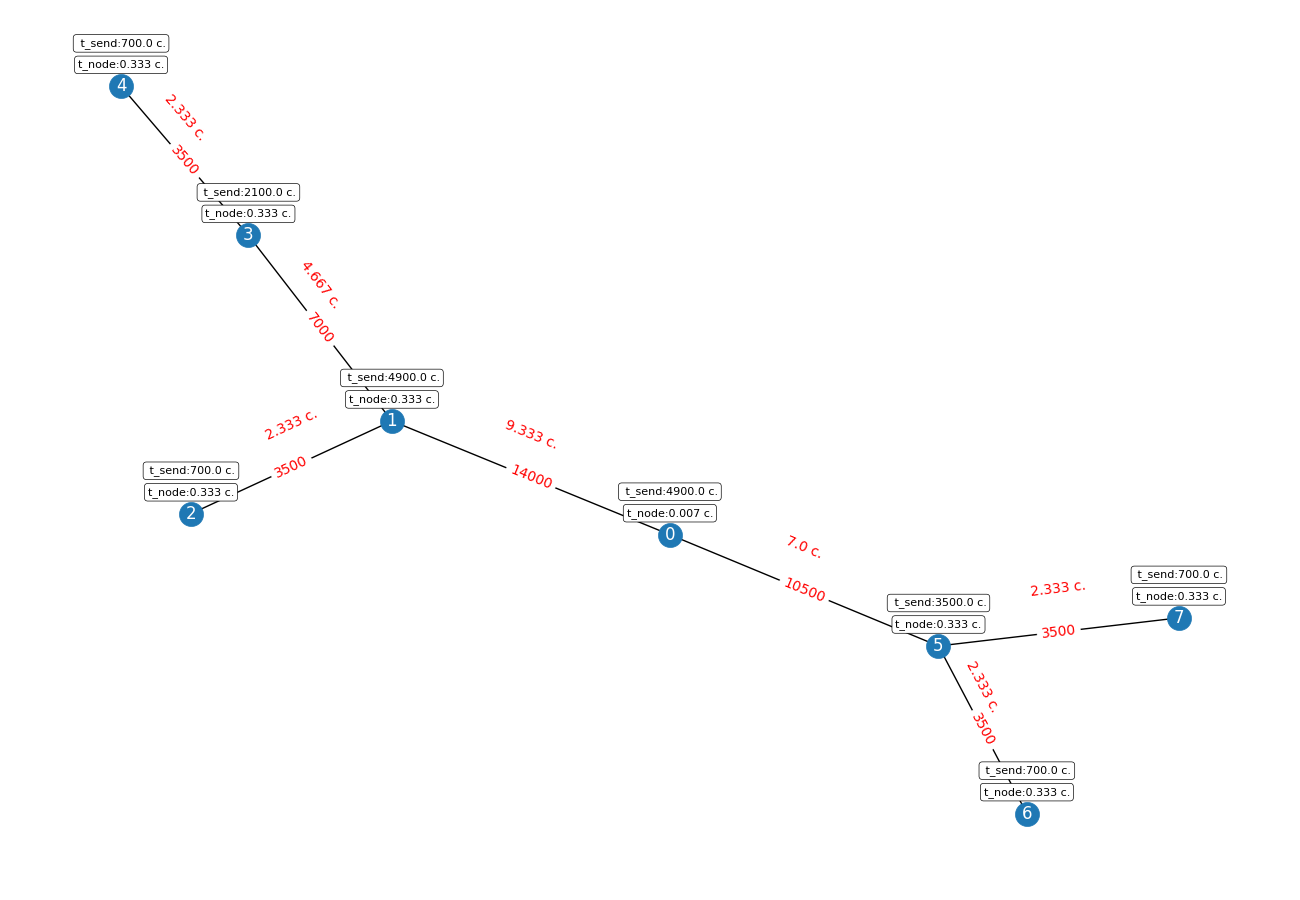 t_send:700.0 c.
t_node:0.333 c.
4
2.333 c.
3500
t_send:2100.0 c.
t_node:0.333 c.
3
4.667 c.
7000
t_send:4900.0 c.
t_node:0.333 c.
1
2.333 c.
3500
t_send:700.0 c.
t_node:0.333 c.
2
9.333 c.
14000
t_send:4900.0 c.
t_node:0.007 c.
0
7.0 c.
10500
t_send:3500.0 c.
t_node:0.333 c.
5
2.333 c.
3500
t_send:700.0 c.
t_node:0.333 c.
7
2.333 c.
3500
t_send:700.0 c.
t_node:0.333 c.
6